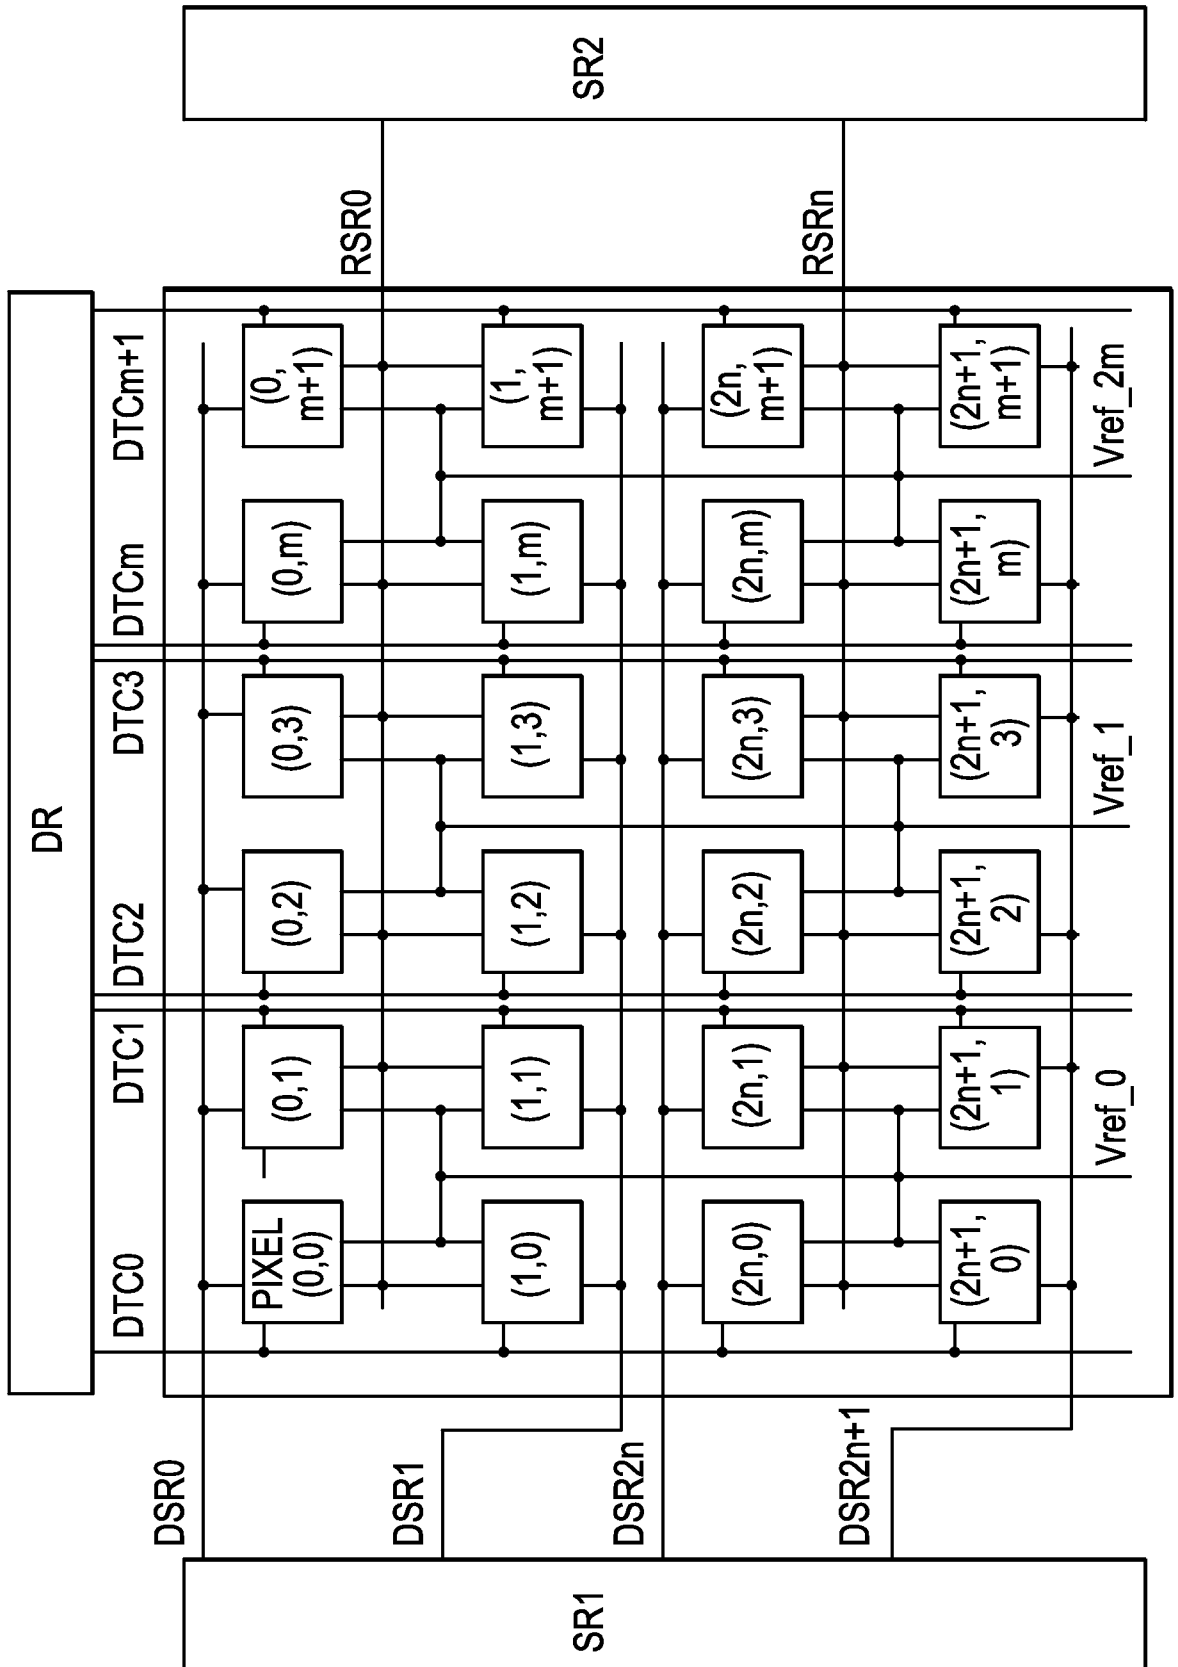 DR
DTC0
DTC1
DTC2
DTC3
DTCm
DTCm+1
SR1
SR2
DSR0
PIXEL
(0,0)
(0,1)
(0,2)
(0,3)
(0,m)
(0,
m+1)
RSR0
DSR1
(1,0)
(1,1)
(1,2)
(1,3)
(1,m)
(1,
m+1)
DSR2n
(2n,0)
(2n,1)
(2n,2)
(2n,3)
(2n,m)
(2n,
m+1)
RSRn
DSR2n+1
(2n+1,
0)
(2n+1,
1)
(2n+1,
2)
(2n+1,
3)
(2n+1,
m)
(2n+1,
m+1)
Vref_0
Vref_1
Vref_2m